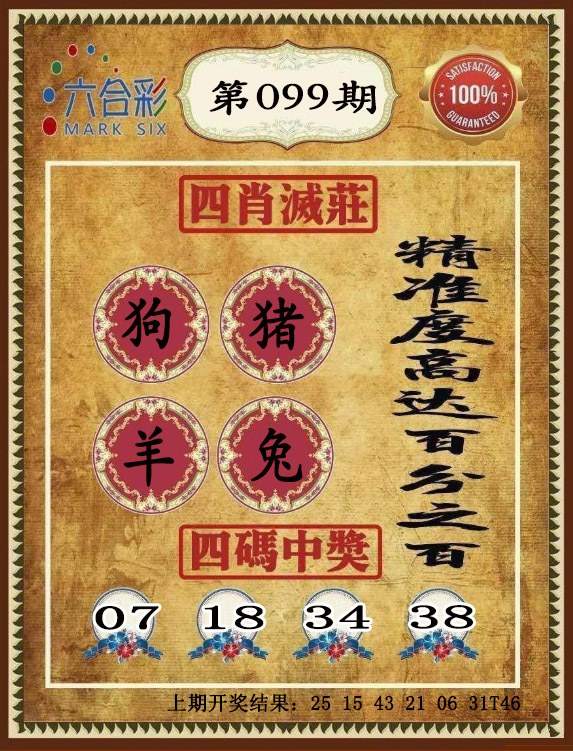 六合彩
MARK SIX
第099期
SATISFACTION
100%
GUARANTEED
四肖滅莊
狗 猪
羊 兔
精准度高达百分之百
四碼中獎
07 18 34 38
上期开奖结果: 25 15 43 21 06 31T46